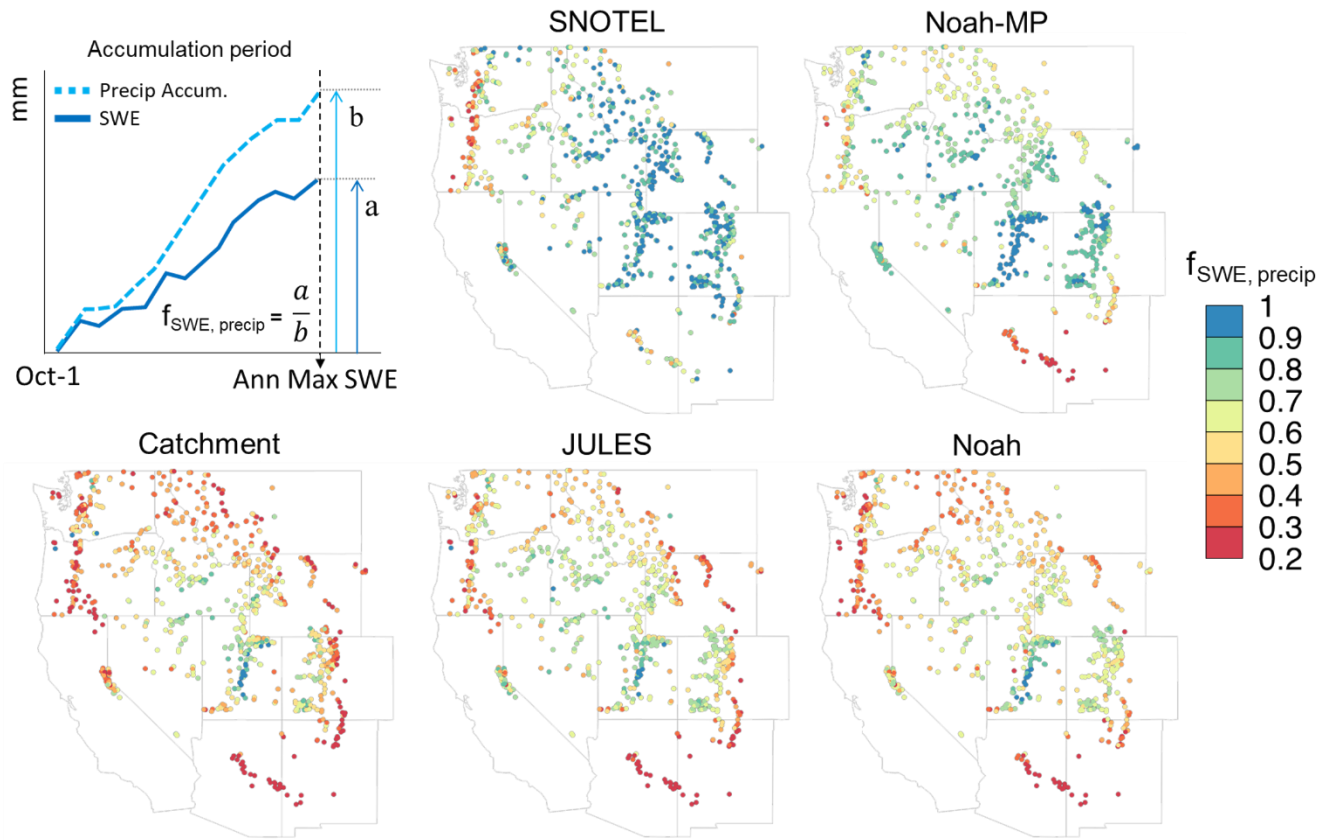 Accumulation period
mm
Precip Accum.
SWE
b
a
f_SWE, precip = a/b
Oct-1
Ann Max SWE
SNOTEL
Noah-MP
f_SWE, precip
1
0.9
0.8
0.7
0.6
0.5
0.4
0.3
0.2
Catchment
JULES
Noah